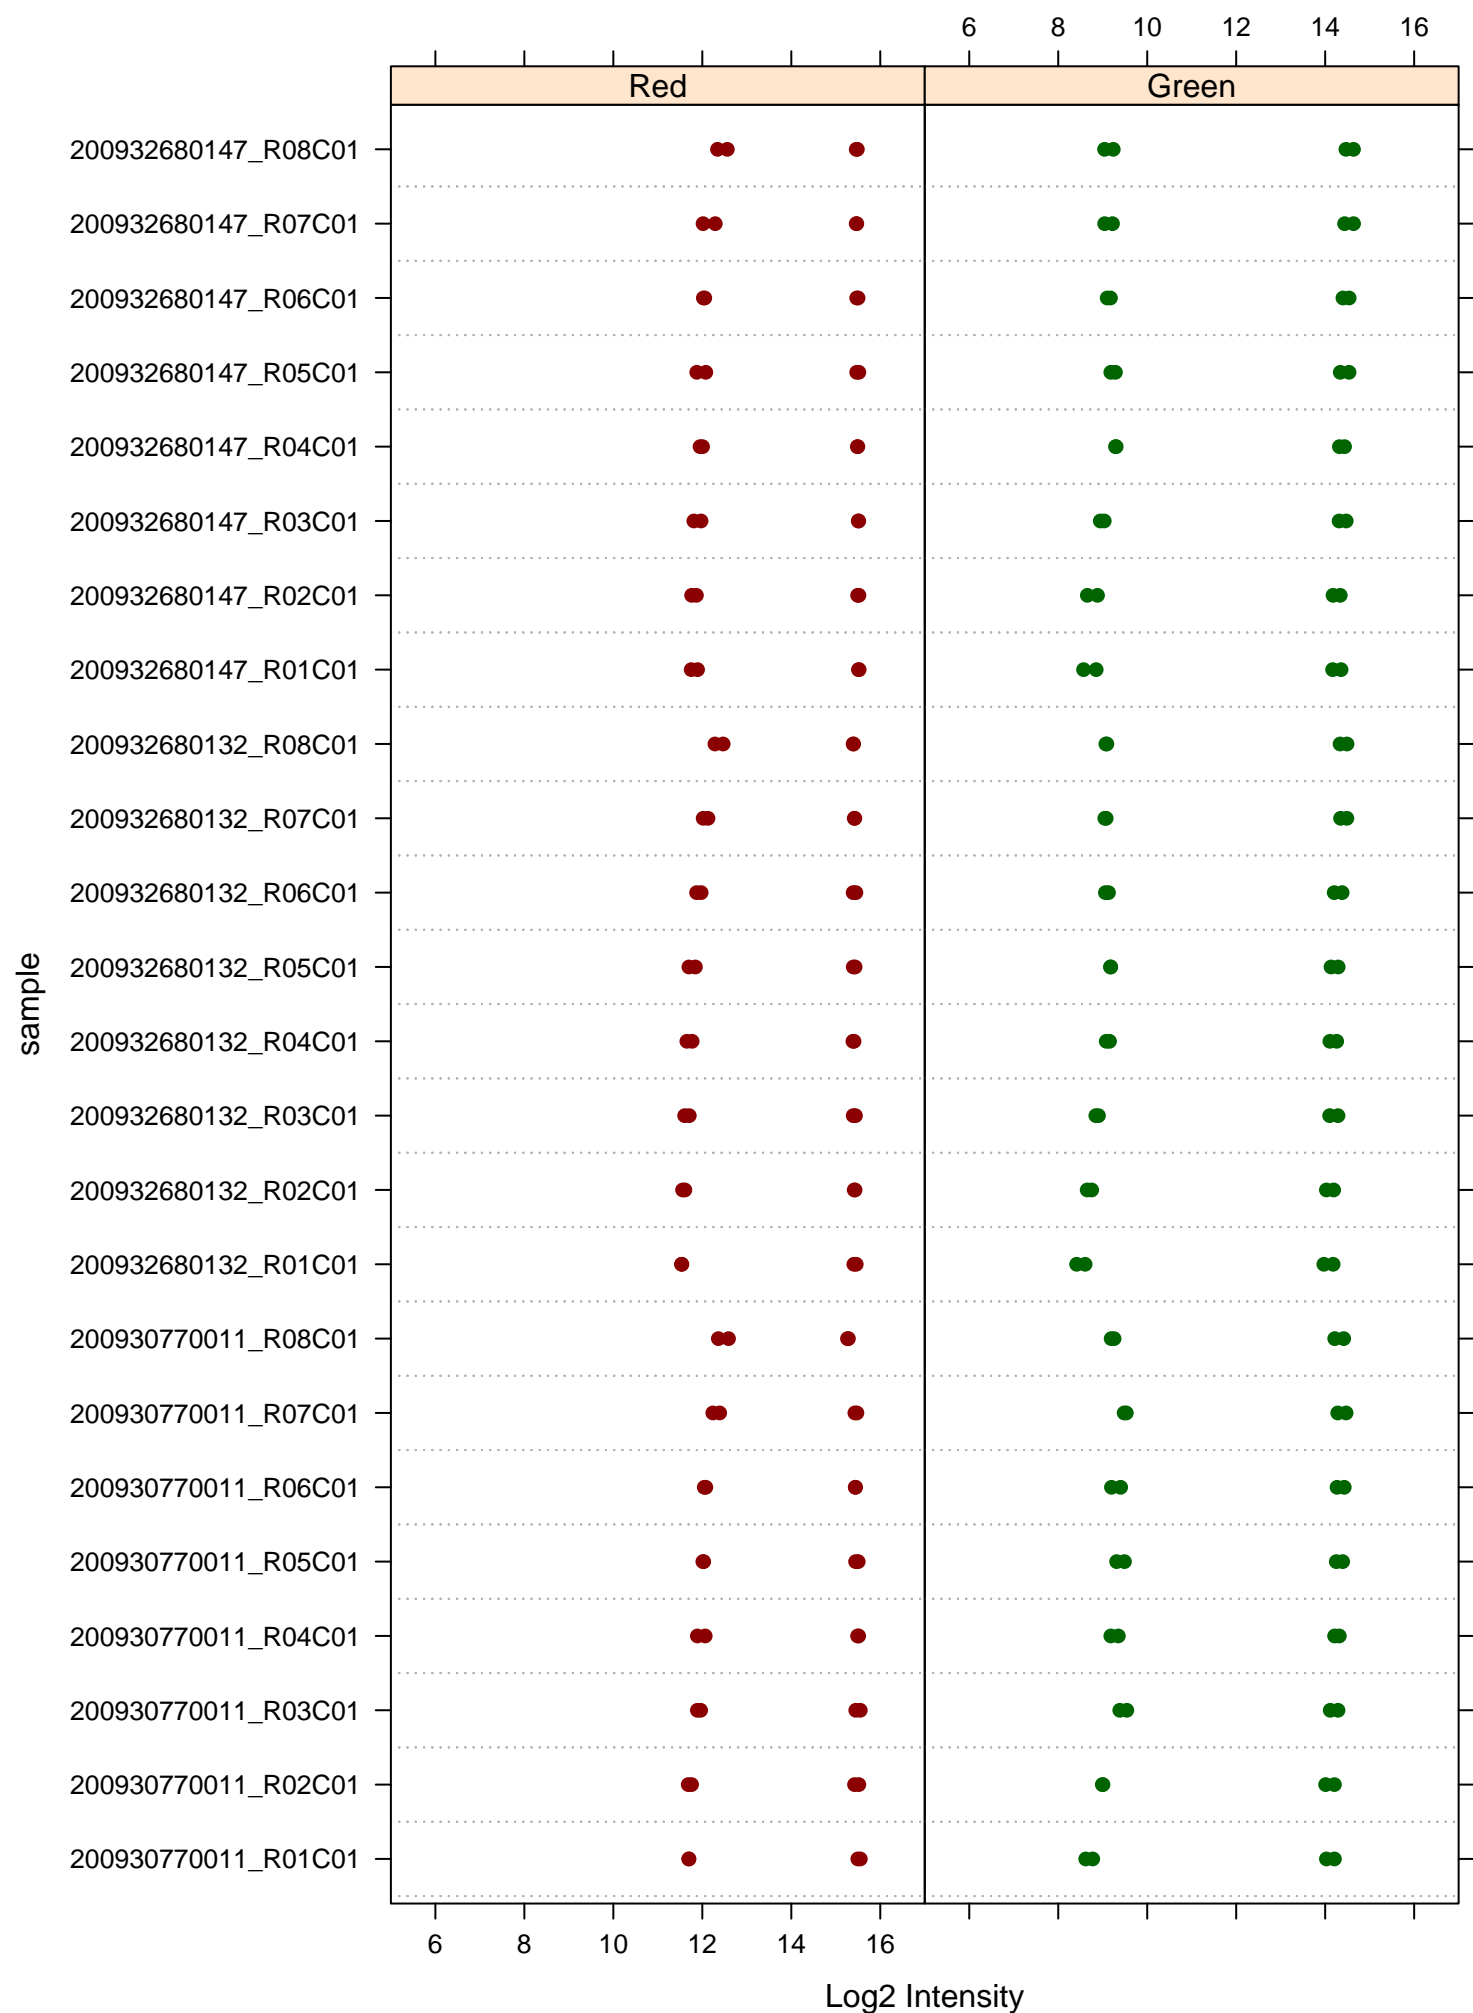 6 8 10 12 14 16
Red Green
200932680147_R08C01
200932680147_R07C01
200932680147_R06C01
200932680147_R05C01
200932680147_R04C01
200932680147_R03C01
200932680147_R02C01
200932680147_R01C01
200932680132_R08C01
200932680132_R07C01
200932680132_R06C01
200932680132_R05C01
sample
200932680132_R04C01
200932680132_R03C01
200932680132_R02C01
200932680132_R01C01
200930770011_R08C01
200930770011_R07C01
200930770011_R06C01
200930770011_R05C01
200930770011_R04C01
200930770011_R03C01
200930770011_R02C01
200930770011_R01C01
6 8 10 12 14 16
Log2 Intensity